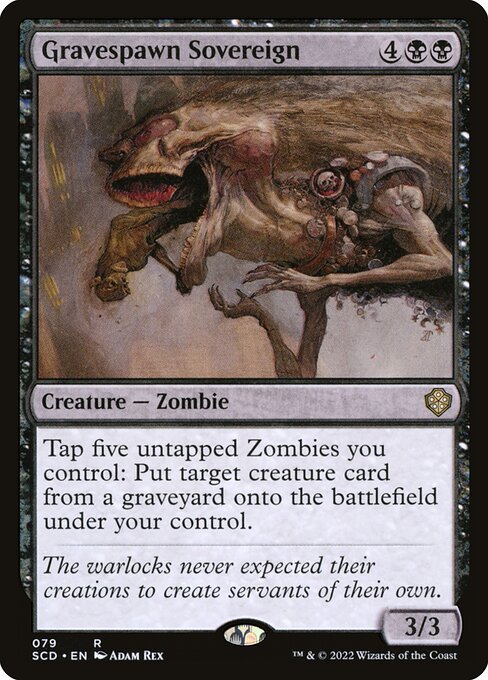 Gravespawn Sovereign 4
Creature — Zombie
Tap five untapped Zombies you
control: Put target creature card
from a graveyard onto the battlefield
under your control.
The warlocks never expected their
creations to create servants of their own.
3/3
079 R
SCD • EN Adam Rex
™ & © 2022 Wizards of the Coast